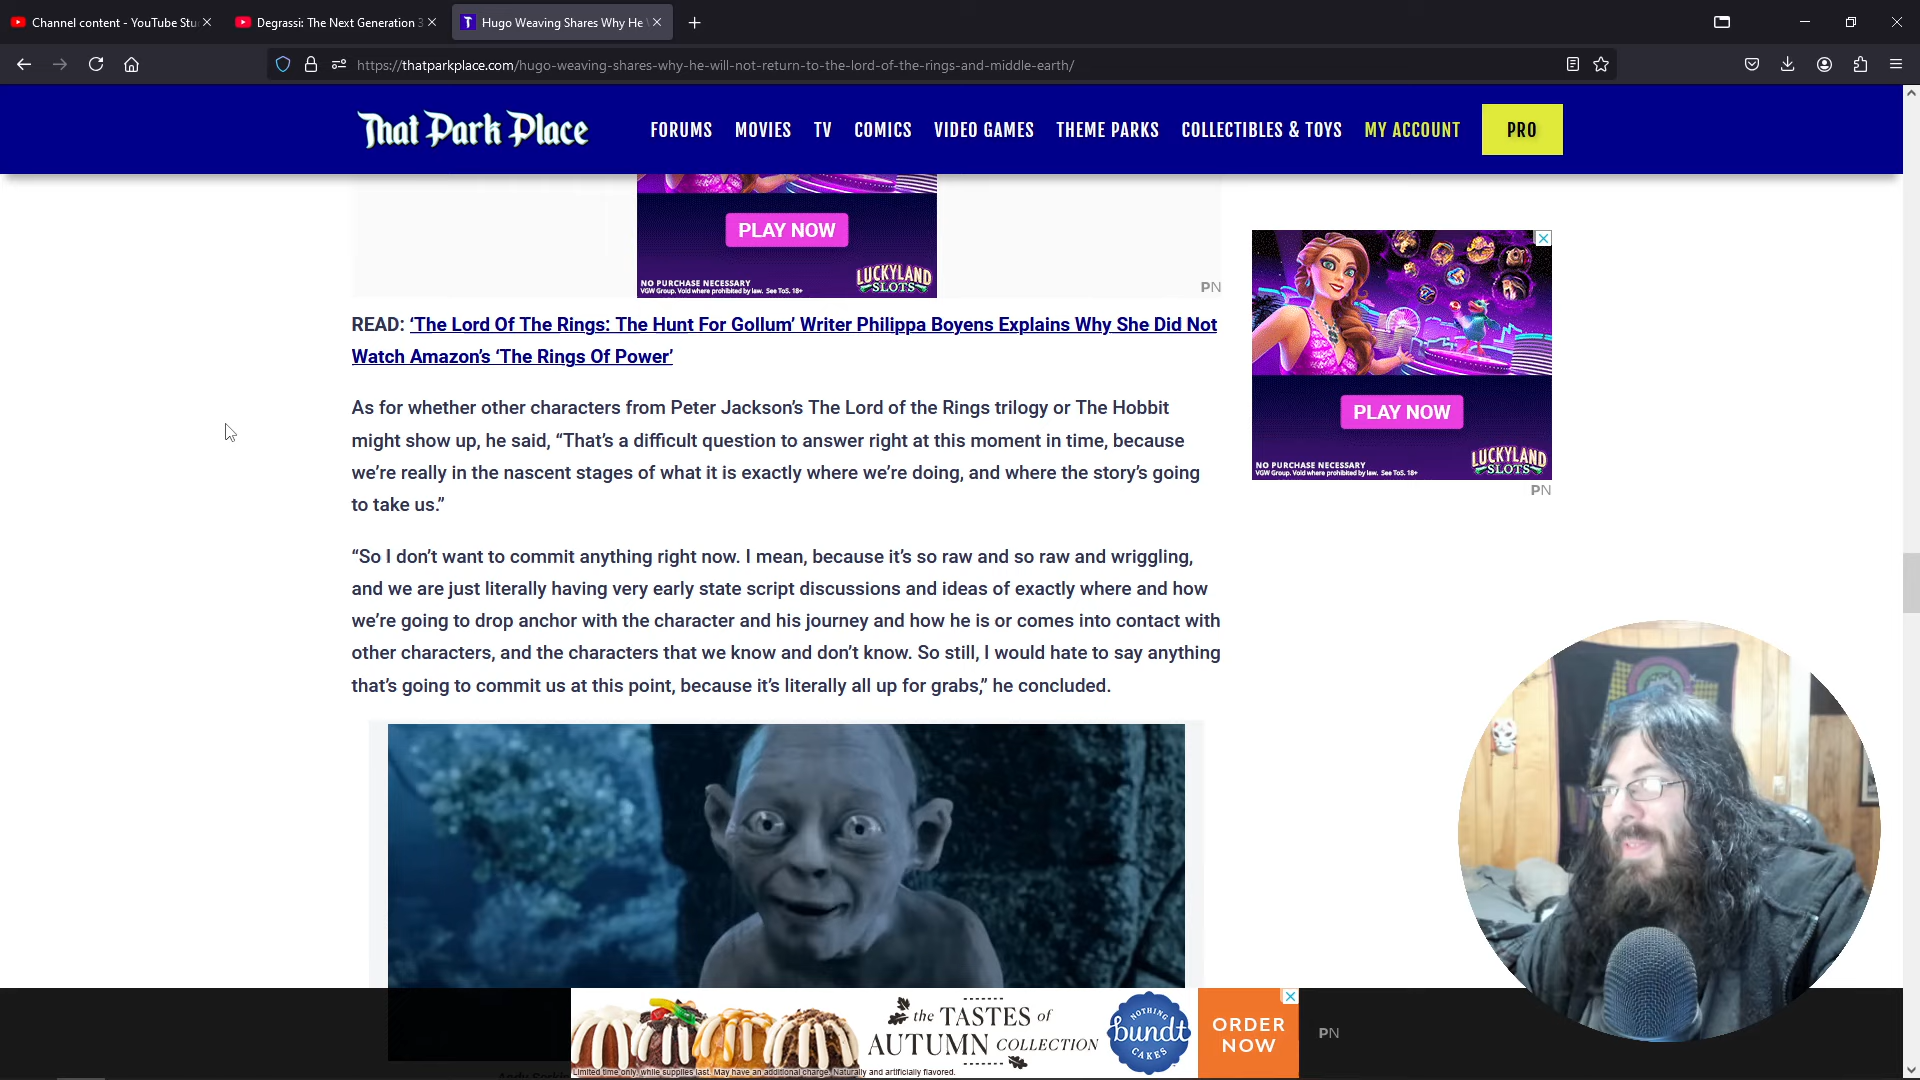 Channel content - YouTube Stu
Degrassi: The Next Generation 3
Hugo Weaving Shares Why He W
https://thatparkplace.com/hugo-weaving-shares-why-he-will-not-return-to-the-lord-of-the-rings-and-middle-earth/
That Park Place
FORUMS MOVIES TV COMICS VIDEO GAMES THEME PARKS COLLECTIBLES & TOYS MY ACCOUNT PRO
PLAY NOW
NO PURCHASE NECESSARY
VGW Group. Void where prohibited by law. See ToS. 18+
LUCKYLAND
SLOTS
PN
PLAY NOW
NO PURCHASE NECESSARY
VGW Group. Void where prohibited by law. See ToS. 18+
LUCKYLAND
SLOTS
PN
READ: ‘The Lord Of The Rings: The Hunt For Gollum’ Writer Philippa Boyens Explains Why She Did Not
Watch Amazon’s ‘The Rings Of Power’
As for whether other characters from Peter Jackson’s The Lord of the Rings trilogy or The Hobbit
might show up, he said, “That’s a difficult question to answer right at this moment in time, because
we’re really in the nascent stages of what it is exactly where we’re doing, and where the story’s going
to take us.”
“So I don’t want to commit anything right now. I mean, because it’s so raw and so raw and wriggling,
and we are just literally having very early state script discussions and ideas of exactly where and how
we’re going to drop anchor with the character and his journey and how he is or comes into contact with
other characters, and the characters that we know and don’t know. So still, I would hate to say anything
that’s going to commit us at this point, because it’s literally all up for grabs,” he concluded.
the TASTES of
AUTUMN COLLECTION
NOTHING
bundt
CAKES
ORDER
NOW
Limited time only, while supplies last. May have an additional charge. Naturally and artificially flavored.
PN